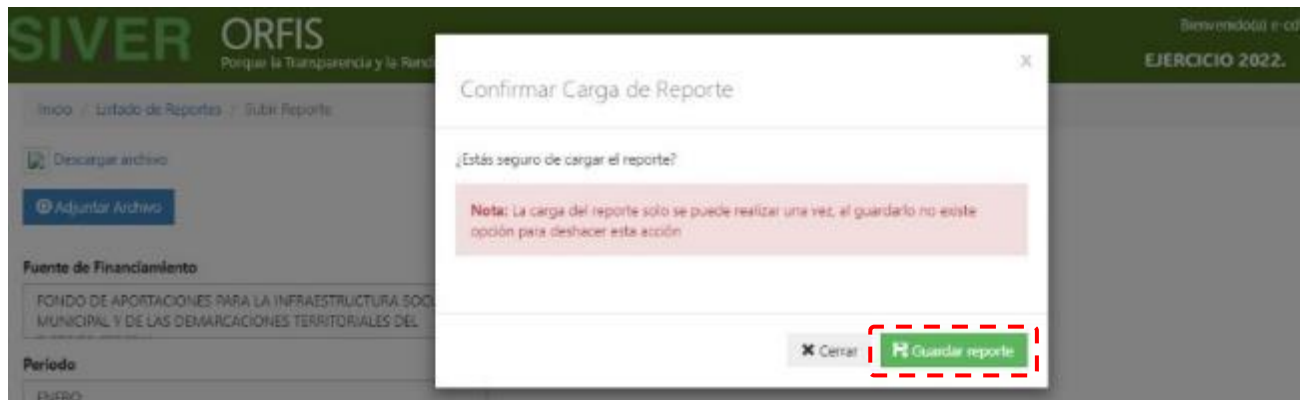 SIVER
ORFIS
Porque la Transparencia y la Rendi
Bienvenido(a) e-cd
EJERCICIO 2022.
Inicio / Listado de Reportes / Subir Reporte
Descargar archivo
Adjuntar Archivo
Fuente de Financiamiento
FONDO DE APORTACIONES PARA LA INFRAESTRUCTURA SOCI
MUNICIPAL Y DE LAS DEMARCACIONES TERRITORIALES DEL
Periodo
ENERO
X
Confirmar Carga de Reporte
¿Estás seguro de cargar el reporte?
Nota: La carga del reporte solo se puede realizar una vez, al guardarlo no existe
opción para deshacer esta acción
Cerrar
Guardar reporte